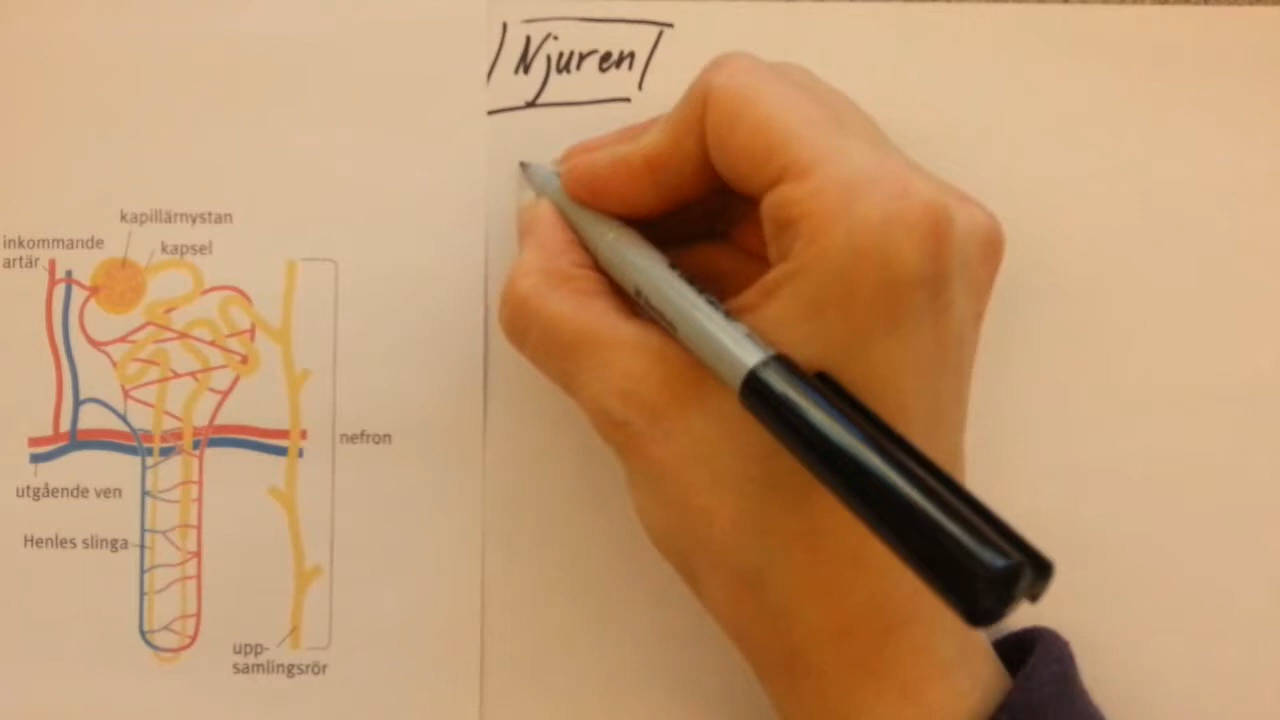 Njuren
kapillärnystan
inkommande
artär
kapsel
nefron
utgående ven
Henles slinga
upp-
samlingsrör